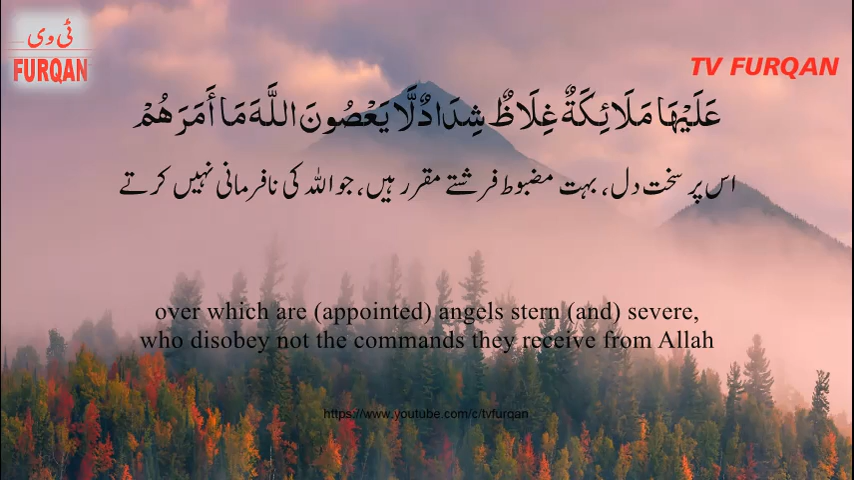 ٹی وی
FURQAN
TV FURQAN
عَلَيْهَا مَلَائِكَةٌ غِلَاظٌ شِدَادٌ لَّا يَعْصُونَ اللَّهَ مَا أَمَرَهُمْ
اس پر سخت دل، بہت مضبوط فرشتے مقرر ہیں، جو اللہ کی نافرمانی نہیں کرتے
over which are (appointed) angels stern (and) severe,
who disobey not the commands they receive from Allah
https://www.youtube.com/c/tvfurqan